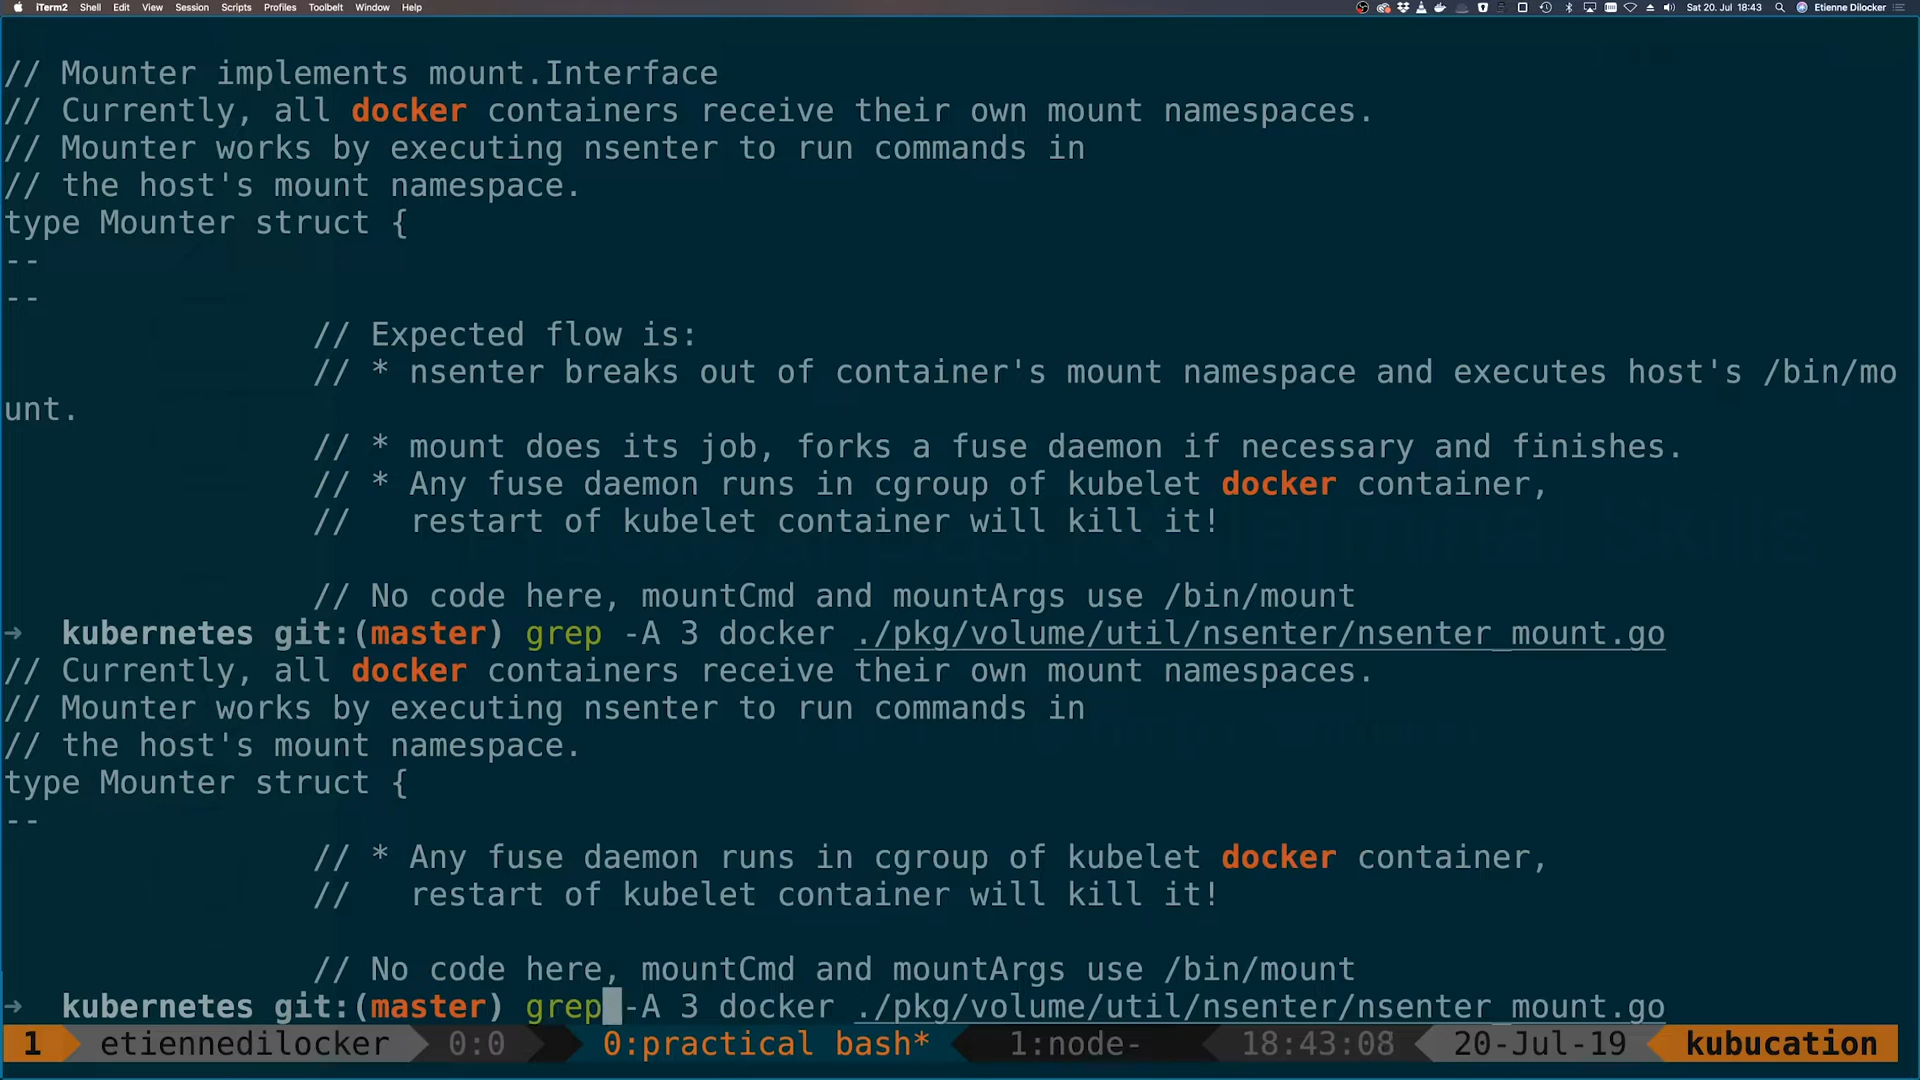 iTerm2 Shell Edit View Session Scripts Profiles Toolbelt Window Help Sat 20. Jul 18:43 Etienne Dilocker
// Mounter implements mount.Interface
// Currently, all docker containers receive their own mount namespaces.
// Mounter works by executing nsenter to run commands in
// the host's mount namespace.
type Mounter struct {
--
--
// Expected flow is:
// * nsenter breaks out of container's mount namespace and executes host's /bin/mo
unt.
// * mount does its job, forks a fuse daemon if necessary and finishes.
// * Any fuse daemon runs in cgroup of kubelet docker container,
//   restart of kubelet container will kill it!
// No code here, mountCmd and mountArgs use /bin/mount
→ kubernetes git:(master) grep -A 3 docker ./pkg/volume/util/nsenter/nsenter_mount.go
// Currently, all docker containers receive their own mount namespaces.
// Mounter works by executing nsenter to run commands in
// the host's mount namespace.
type Mounter struct {
--
// * Any fuse daemon runs in cgroup of kubelet docker container,
//   restart of kubelet container will kill it!
// No code here, mountCmd and mountArgs use /bin/mount
→ kubernetes git:(master) grep -A 3 docker ./pkg/volume/util/nsenter/nsenter_mount.go
1 etiennedilocker 0:0 0:practical bash* 1:node- 18:43:08 20-Jul-19 kubucation